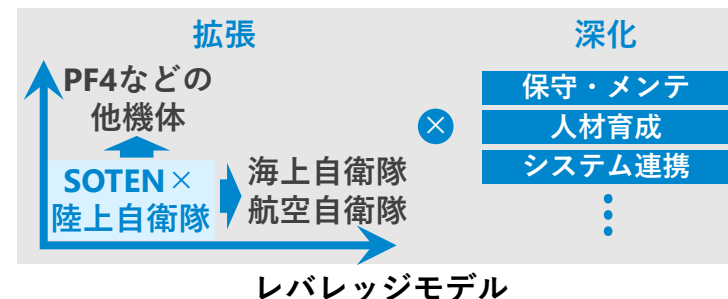 拡張
深化
PF4などの
他機体
SOTEN×
陸上自衛隊
海上自衛隊
航空自衛隊
×
保守・メンテ
人材育成
システム連携
レバレッジモデル